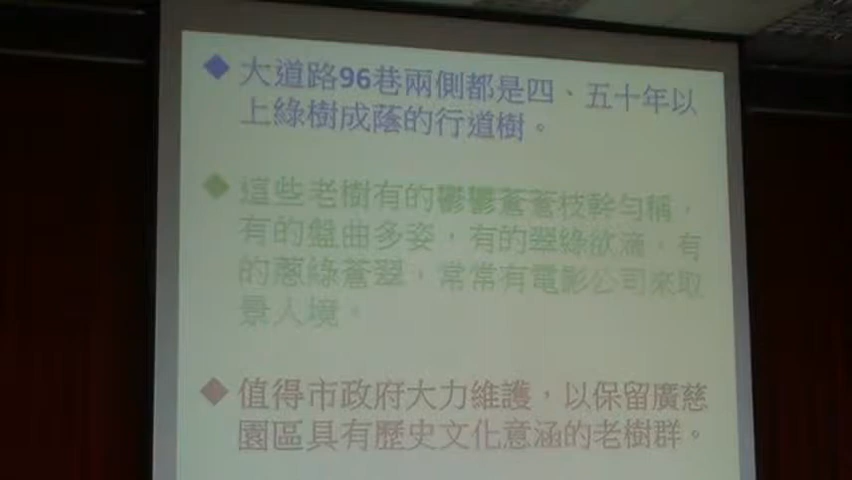 大道路96巷兩側都是四、五十年以
上綠樹成蔭的行道樹。
這些老樹有的鬱鬱蒼蒼枝幹勻稱，
有的盤曲多姿，有的翠綠欲滴，有
的蔥綠蒼翠，常常有電影公司來取
景入境。
值得市政府大力維護，以保留廣慈
園區具有歷史文化意涵的老樹群。